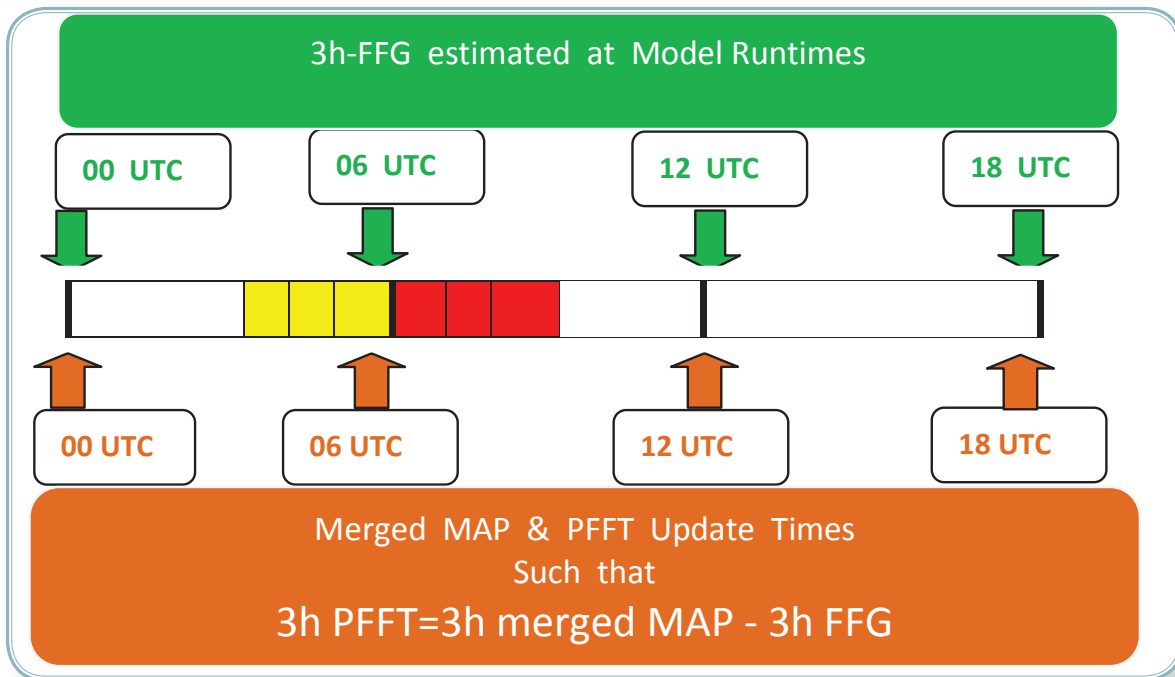 3h-FFG estimated at Model Runtimes
00 UTC
06 UTC
12 UTC
18 UTC
00 UTC
06 UTC
12 UTC
18 UTC
Merged MAP & PFFT Update Times
Such that
3h PFFT=3h merged MAP - 3h FFG